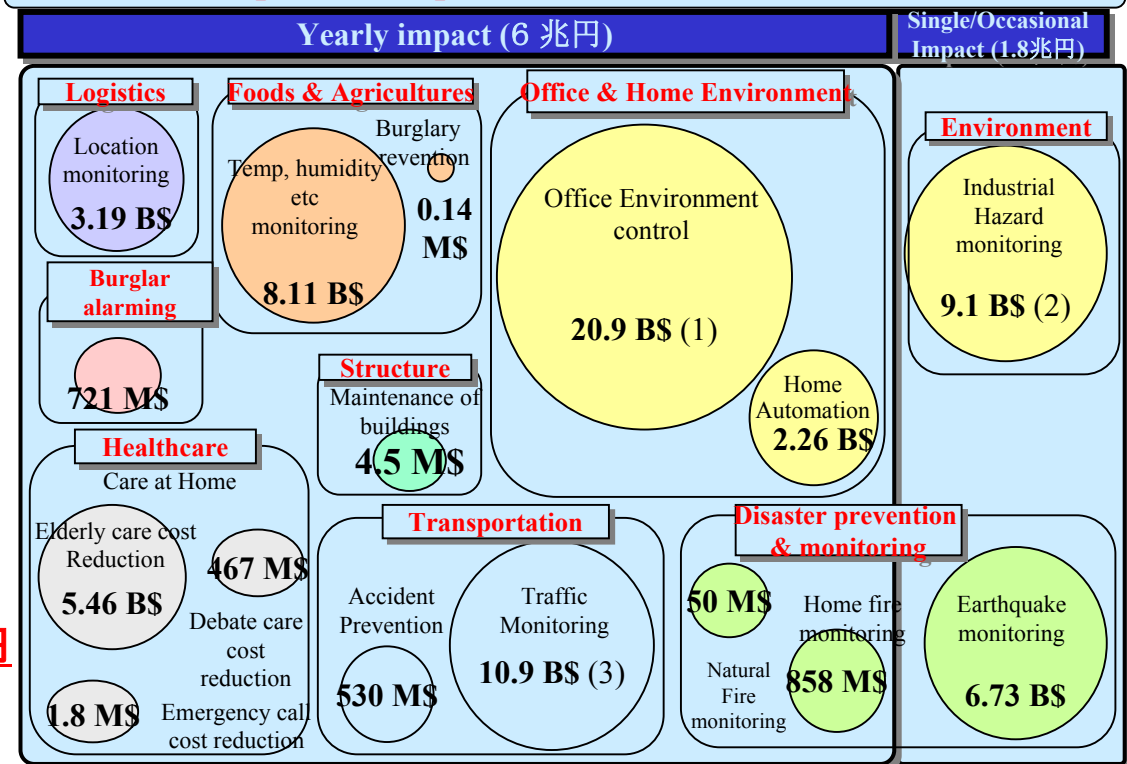 Yearly impact (6 兆円)
Single/Occasional
Impact (1.8兆円)
Logistics
Location
monitoring
3.19 B$
Foods & Agricultures
Temp, humidity
etc
monitoring
8.11 B$
Burglary
revention
0.14
M$
Office & Home Environment
Office Environment
control
20.9 B$ (1)
Home
Automation
2.26 B$
Environment
Industrial
Hazard
monitoring
9.1 B$ (2)
Burglar
alarming
721 M$
Structure
Maintenance of
buildings
4.5 M$
Healthcare
Care at Home
Elderly care cost
Reduction
5.46 B$
467 M$
Debate care
cost
reduction
1.8 M$
Emergency call
cost reduction
Transportation
Accident
Prevention
530 M$
Traffic
Monitoring
10.9 B$ (3)
Disaster prevention
& monitoring
50 M$
Natural
Fire
monitoring
Home fire
monitoring
858 M$
Earthquake
monitoring
6.73 B$
円